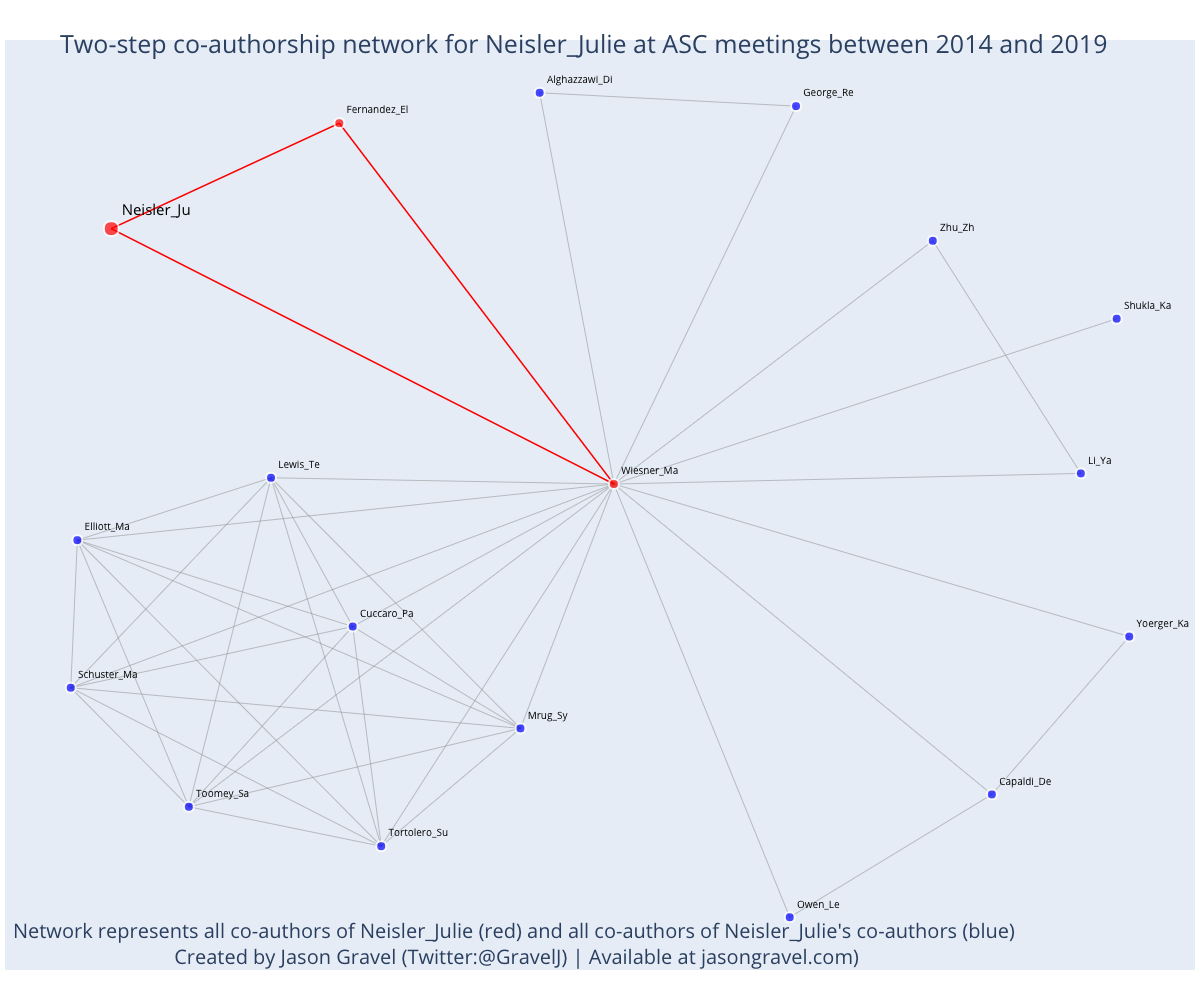 Two-step co-authorship network for Neisler_Julie at ASC meetings between 2014 and 2019
Alghazzawi_Di
George_Re
Fernandez_El
Neisler_Ju
Zhu_Zh
Shukla_Ka
Li_Ya
Wiesner_Ma
Lewis_Te
Elliott_Ma
Cuccaro_Pa
Yoerger_Ka
Schuster_Ma
Mrug_Sy
Capaldi_De
Toomey_Sa
Tortolero_Su
Owen_Le
Network represents all co-authors of Neisler_Julie (red) and all co-authors of Neisler_Julie's co-authors (blue)
Created by Jason Gravel (Twitter:@GravelJ) | Available at jasongravel.com)